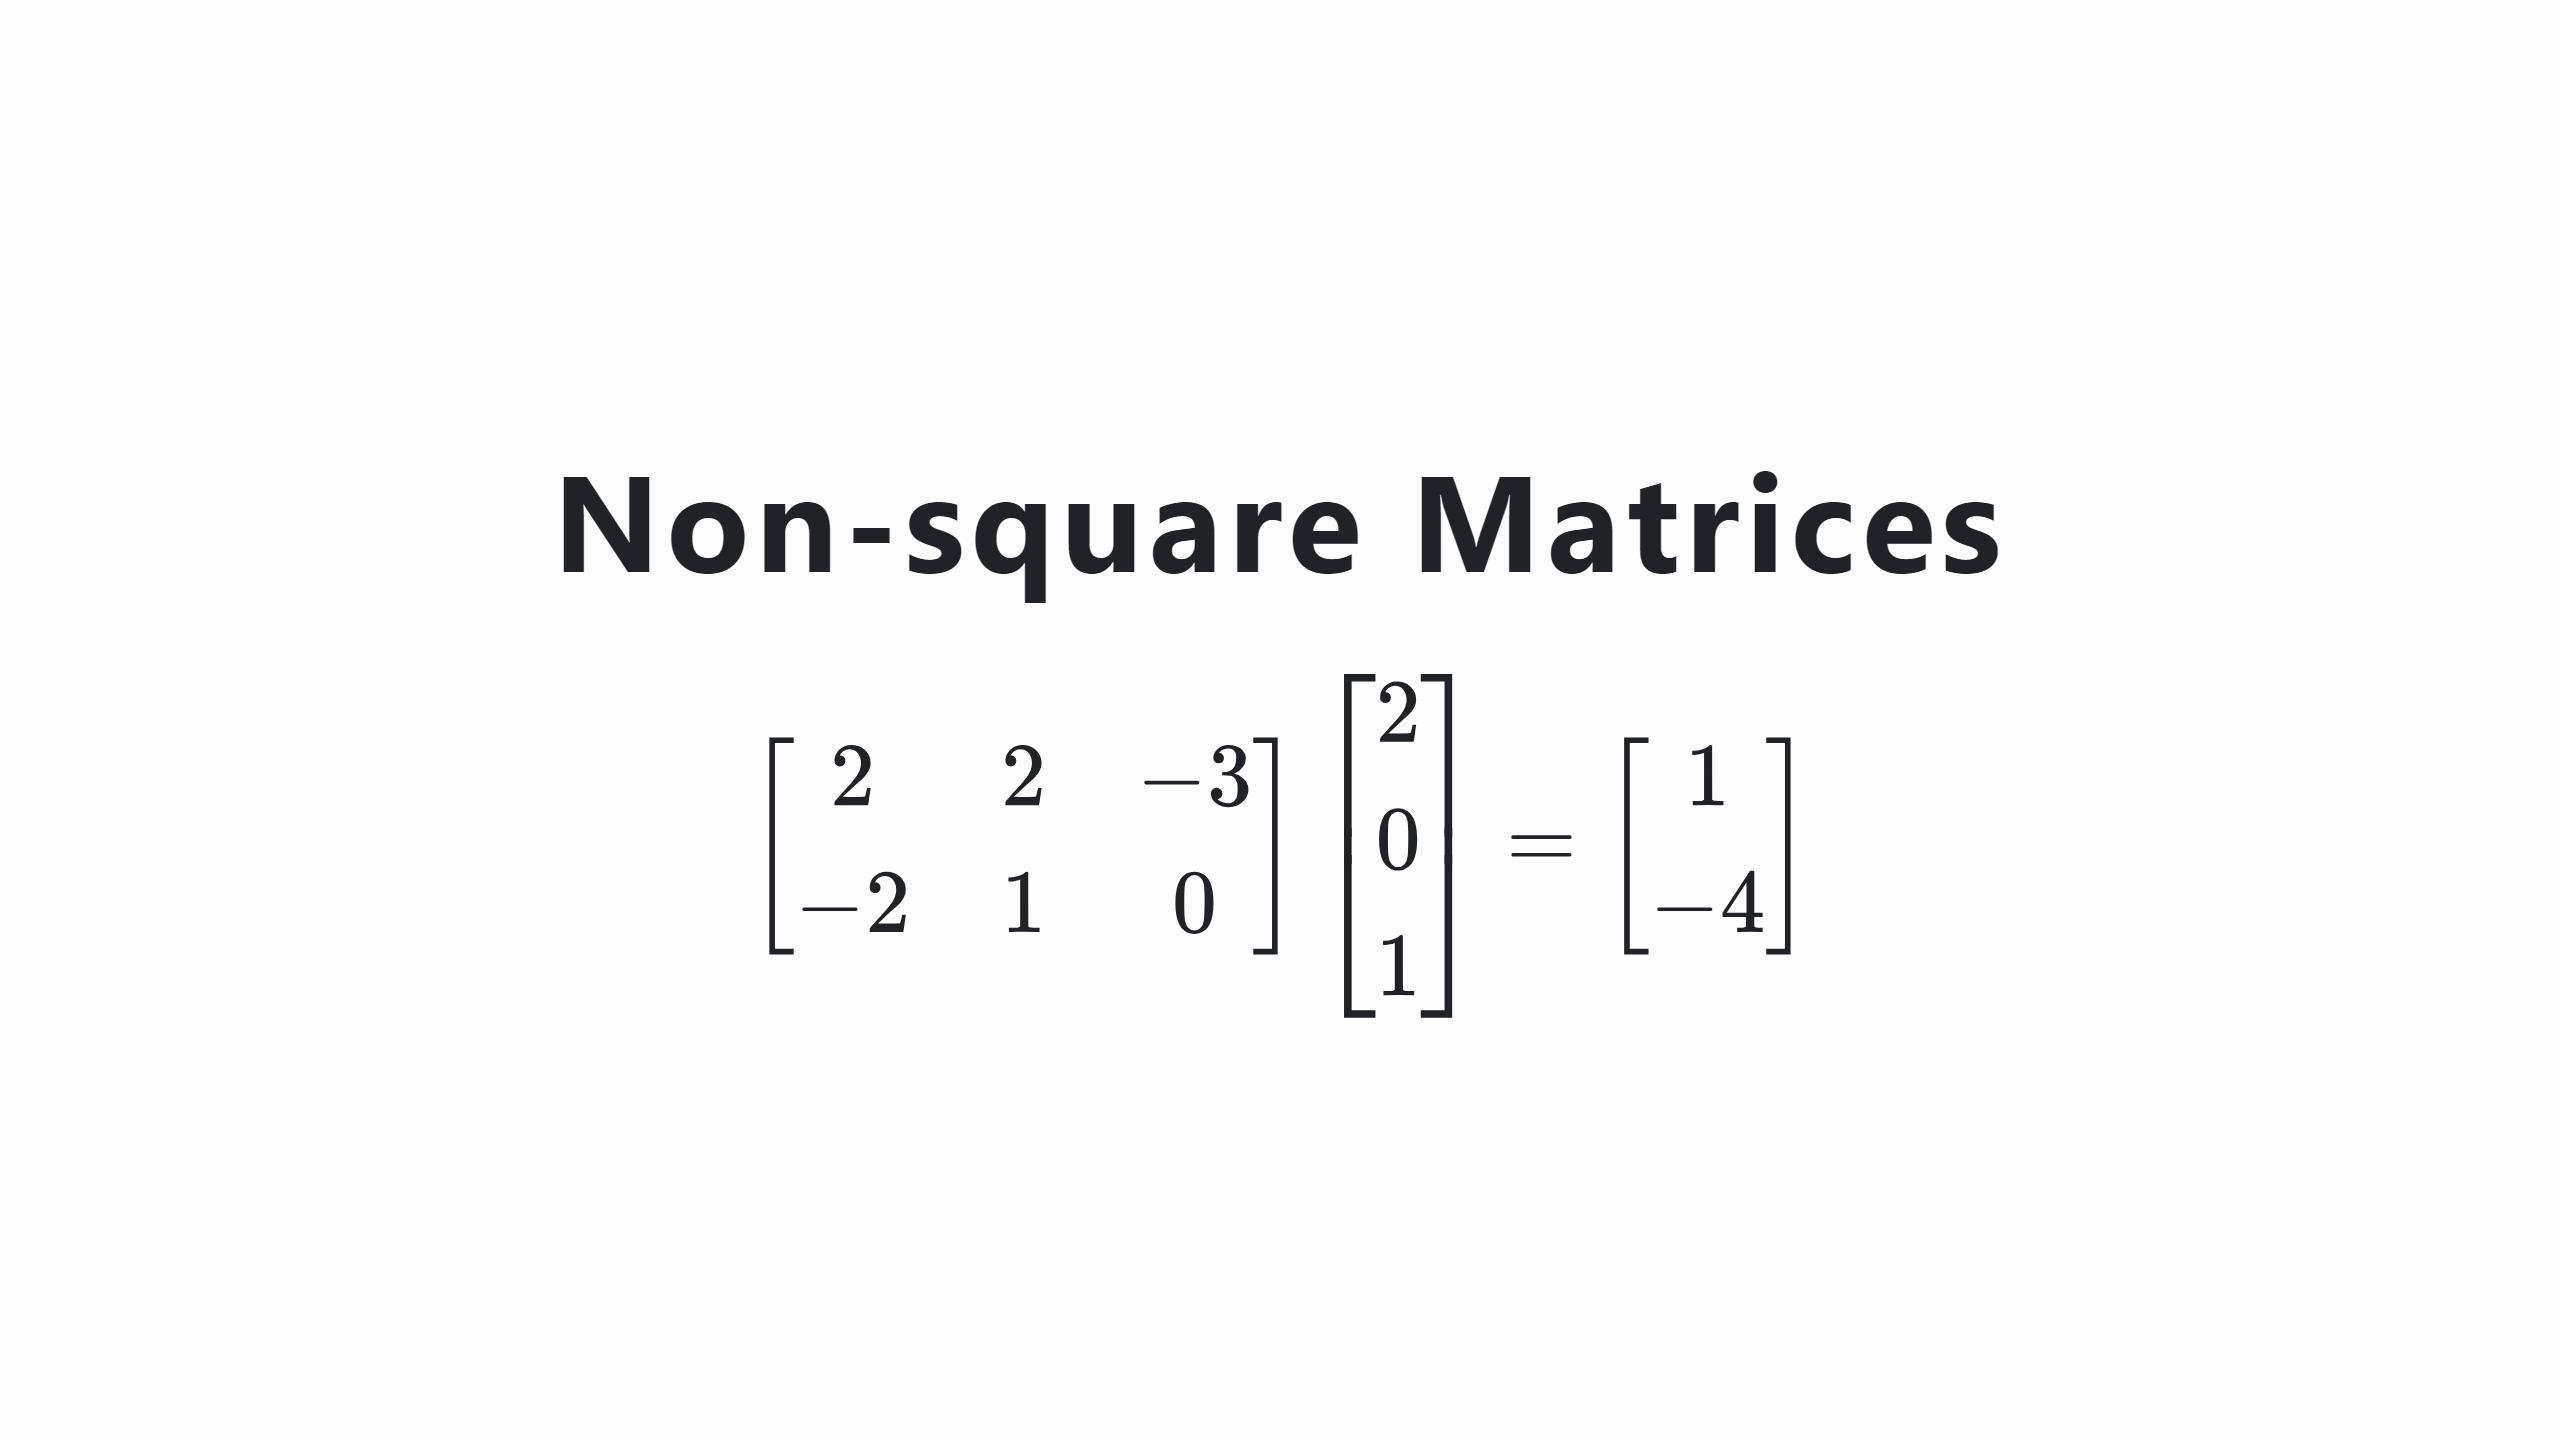 Non-square Matrices
[2 2 −3; −2 1 0] [2; 0; 1] = [1; −4]